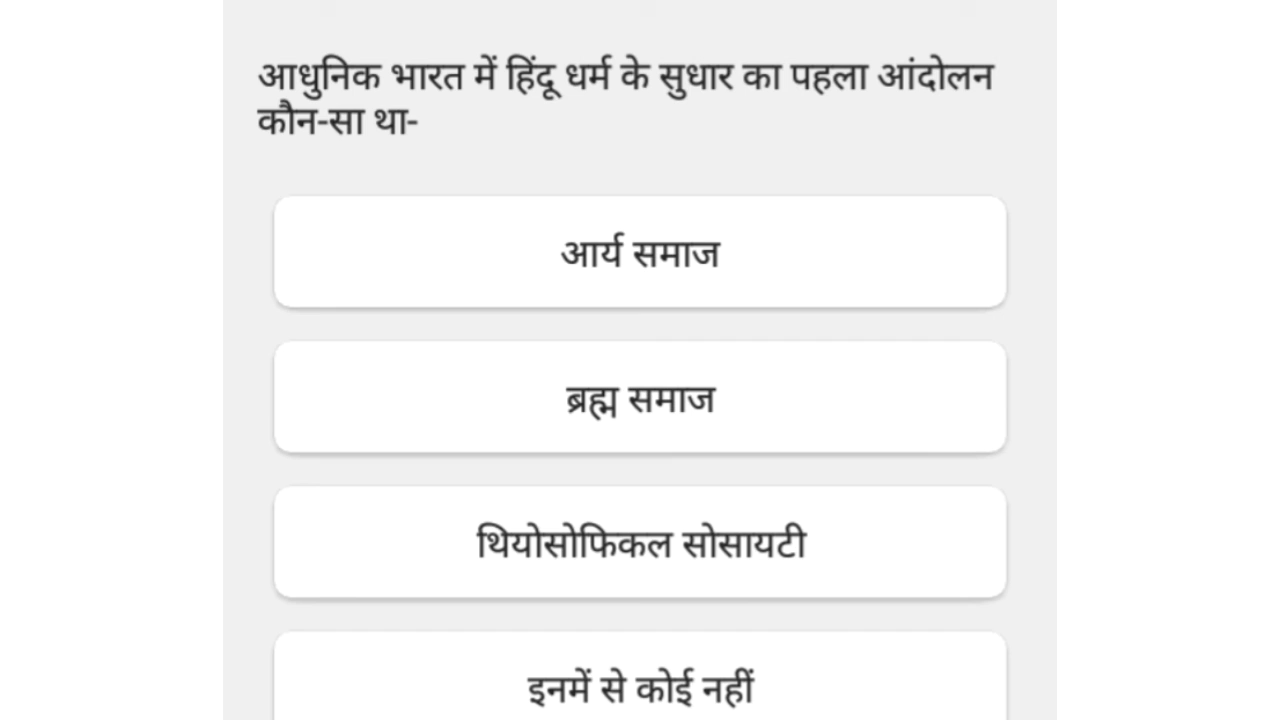 आधुनिक भारत में हिंदू धर्म के सुधार का पहला आंदोलन
कौन-सा था-
आर्य समाज
ब्रह्म समाज
थियोसोफिकल सोसायटी
इनमें से कोई नहीं